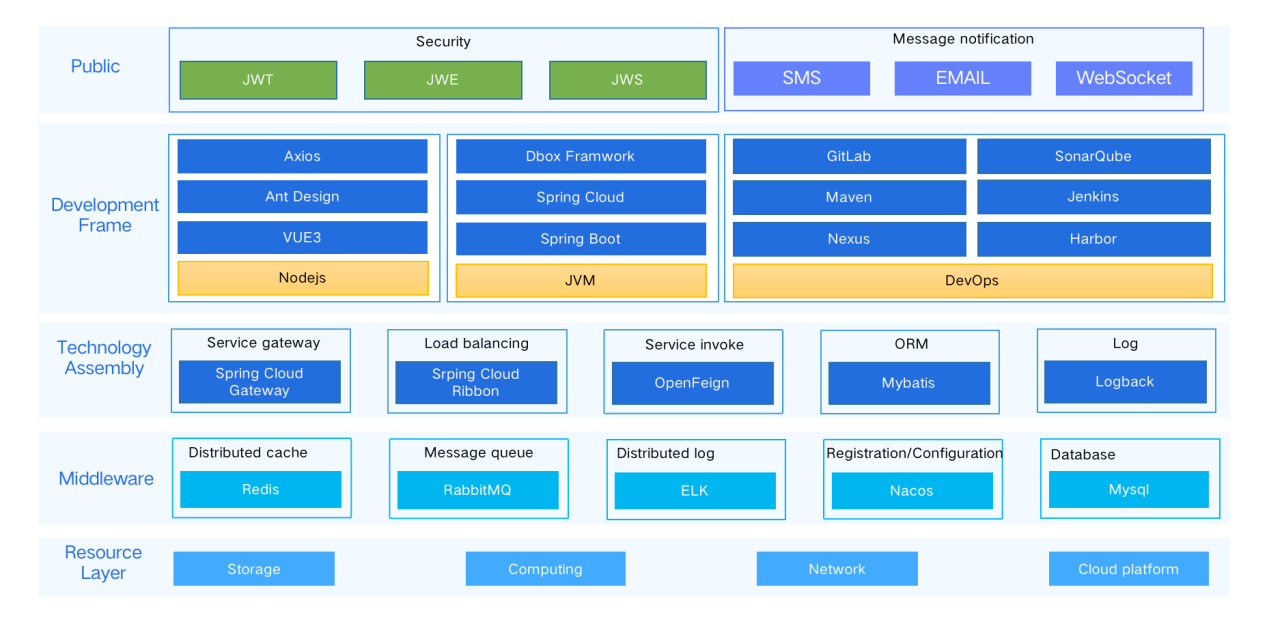 Public
Security
JWT
JWE
JWS
Message notification
SMS
EMAIL
WebSocket
Development
Frame
Axios
Ant Design
VUE3
Nodejs
Dbox Framwork
Spring Cloud
Spring Boot
JVM
GitLab
SonarQube
Maven
Jenkins
Nexus
Harbor
DevOps
Technology
Assembly
Service gateway
Spring Cloud
Gateway
Load balancing
Srping Cloud
Ribbon
Service invoke
OpenFeign
ORM
Mybatis
Log
Logback
Middleware
Distributed cache
Redis
Message queue
RabbitMQ
Distributed log
ELK
Registration/Configuration
Nacos
Database
Mysql
Resource
Layer
Storage
Computing
Network
Cloud platform